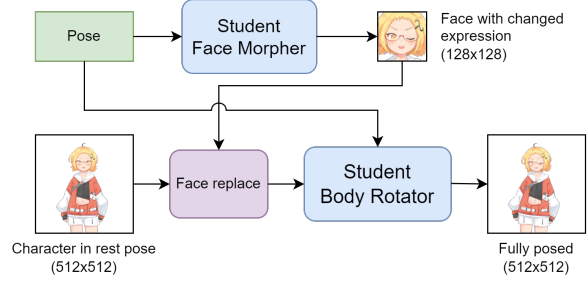 Pose
Student
Face Morpher
Face with changed
expression
(128x128)
Face replace
Student
Body Rotator
Character in rest pose
(512x512)
Fully posed
(512x512)